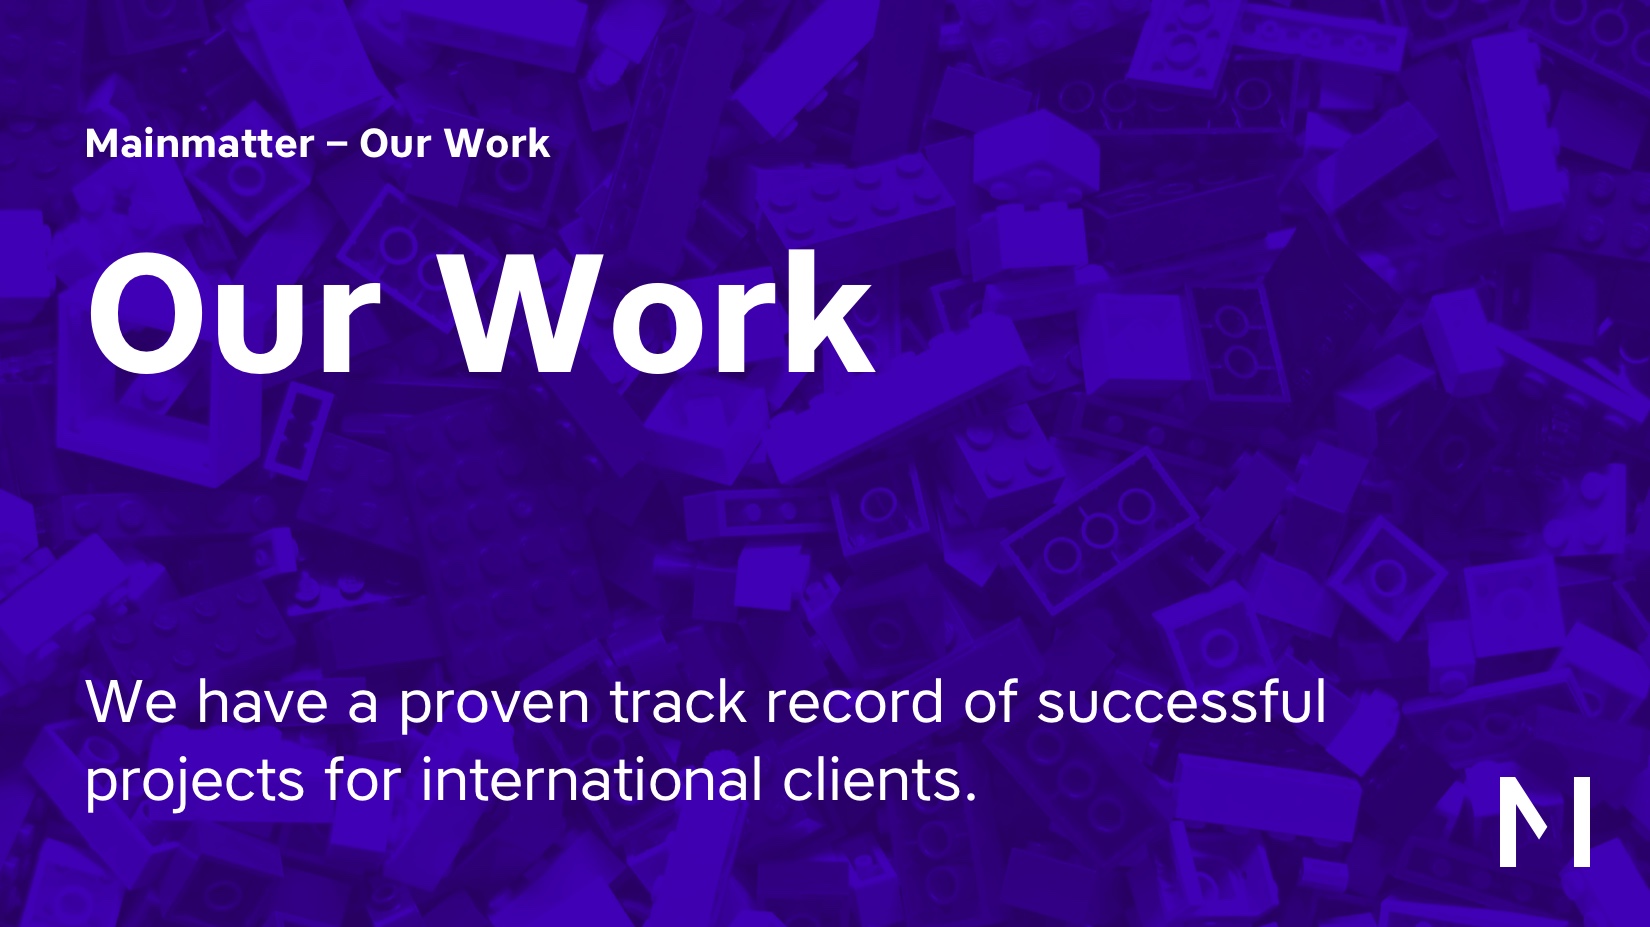 Mainmatter – Our Work
Our Work
We have a proven track record of successful
projects for international clients.